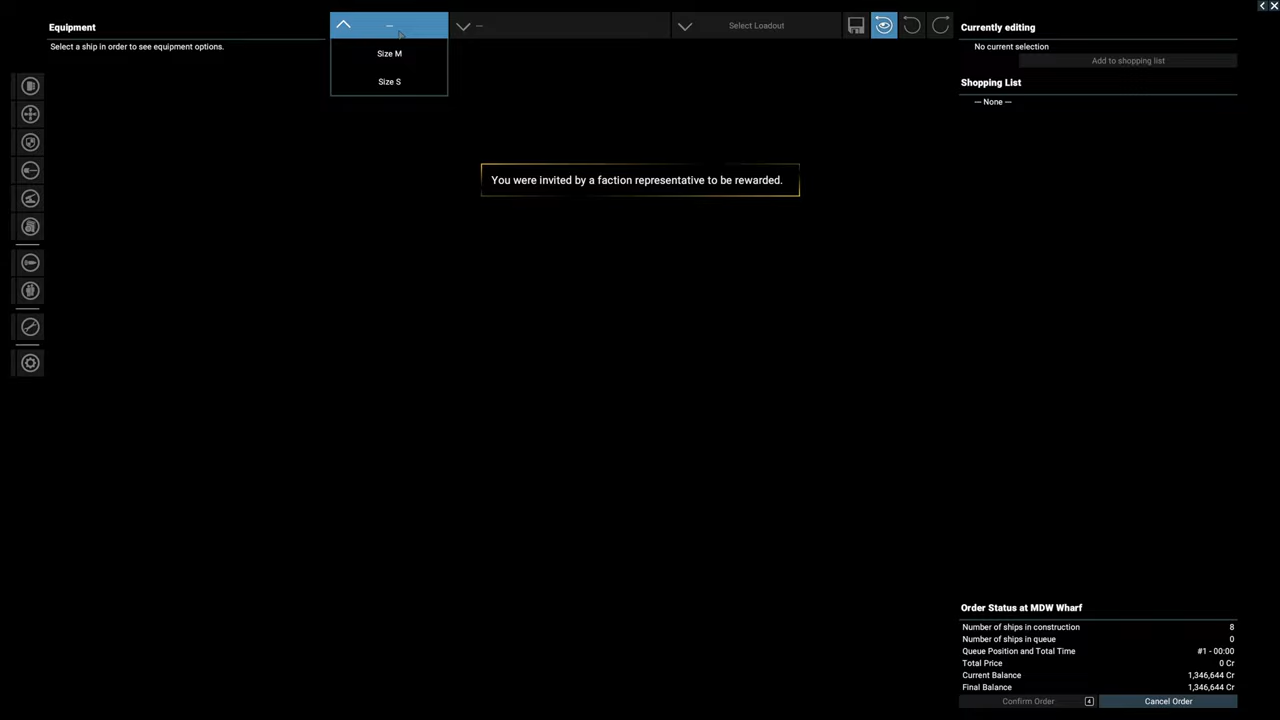 Equipment
Select a ship in order to see equipment options.
—
Size M
Size S
—
Select Loadout
You were invited by a faction representative to be rewarded.
Currently editing
No current selection
Add to shopping list
Shopping List
— None —
Order Status at MDW Wharf
Number of ships in construction 8
Number of ships in queue 0
Queue Position and Total Time #1 - 00:00
Total Price 0 Cr
Current Balance 1,346,644 Cr
Final Balance 1,346,644 Cr
Confirm Order 4
Cancel Order